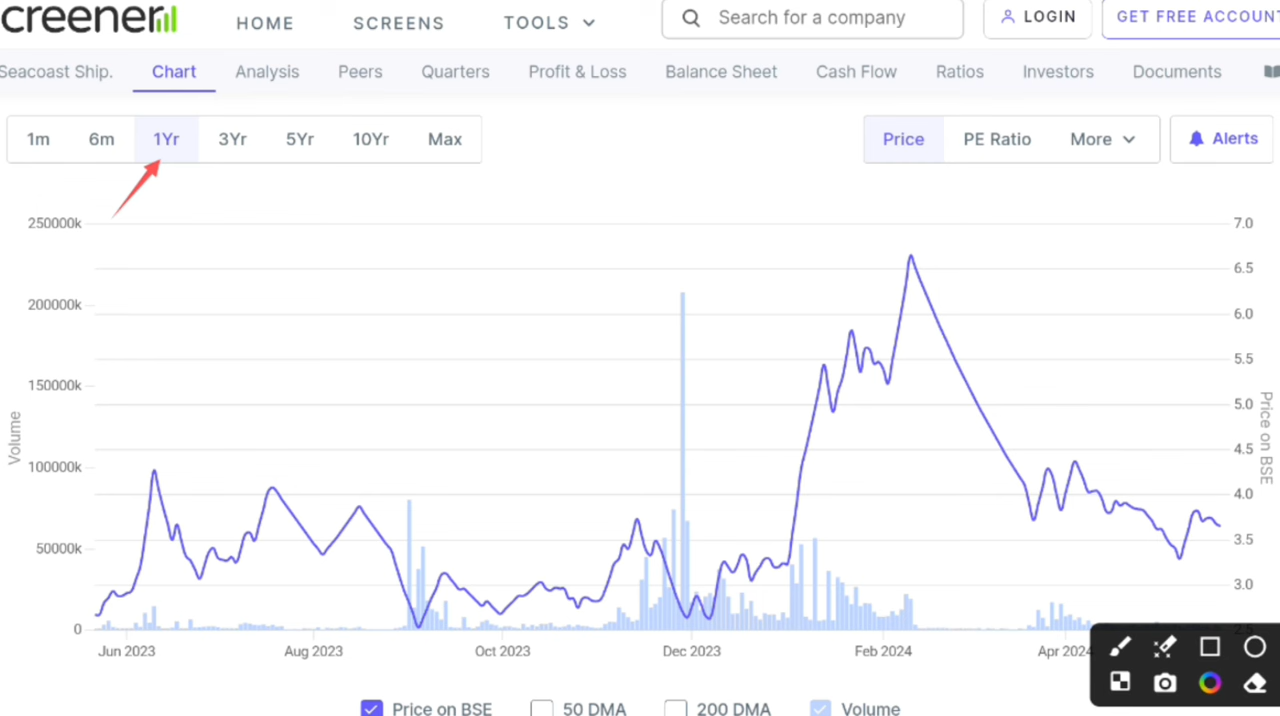 creener
HOME SCREENS TOOLS Search for a company LOGIN GET FREE ACCOUNT
Seacoast Ship. Chart Analysis Peers Quarters Profit & Loss Balance Sheet Cash Flow Ratios Investors Documents
1m 6m 1Yr 3Yr 5Yr 10Yr Max Price PE Ratio More Alerts
250000k 7.0
6.5
200000k 6.0
5.5
150000k 5.0
Volume Price on BSE
4.5
100000k 4.0
50000k 3.5
3.0
0 2.5
Jun 2023 Aug 2023 Oct 2023 Dec 2023 Feb 2024 Apr 2024
Price on BSE 50 DMA 200 DMA Volume